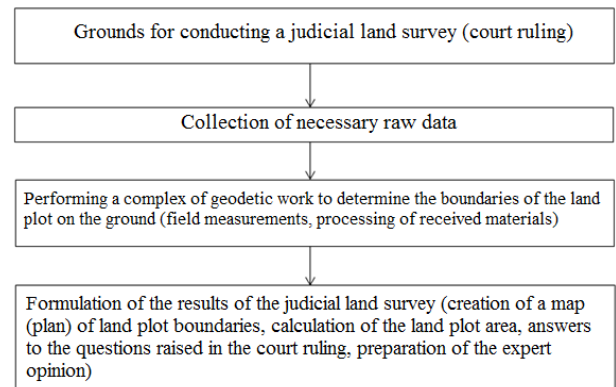 Grounds for conducting a judicial land survey (court ruling)
Collection of necessary raw data
Performing a complex of geodetic work to determine the boundaries of the land
plot on the ground (field measurements, processing of received materials)
Formulation of the results of the judicial land survey (creation of a map
(plan) of land plot boundaries, calculation of the land plot area, answers
to the questions raised in the court ruling, preparation of the expert
opinion)